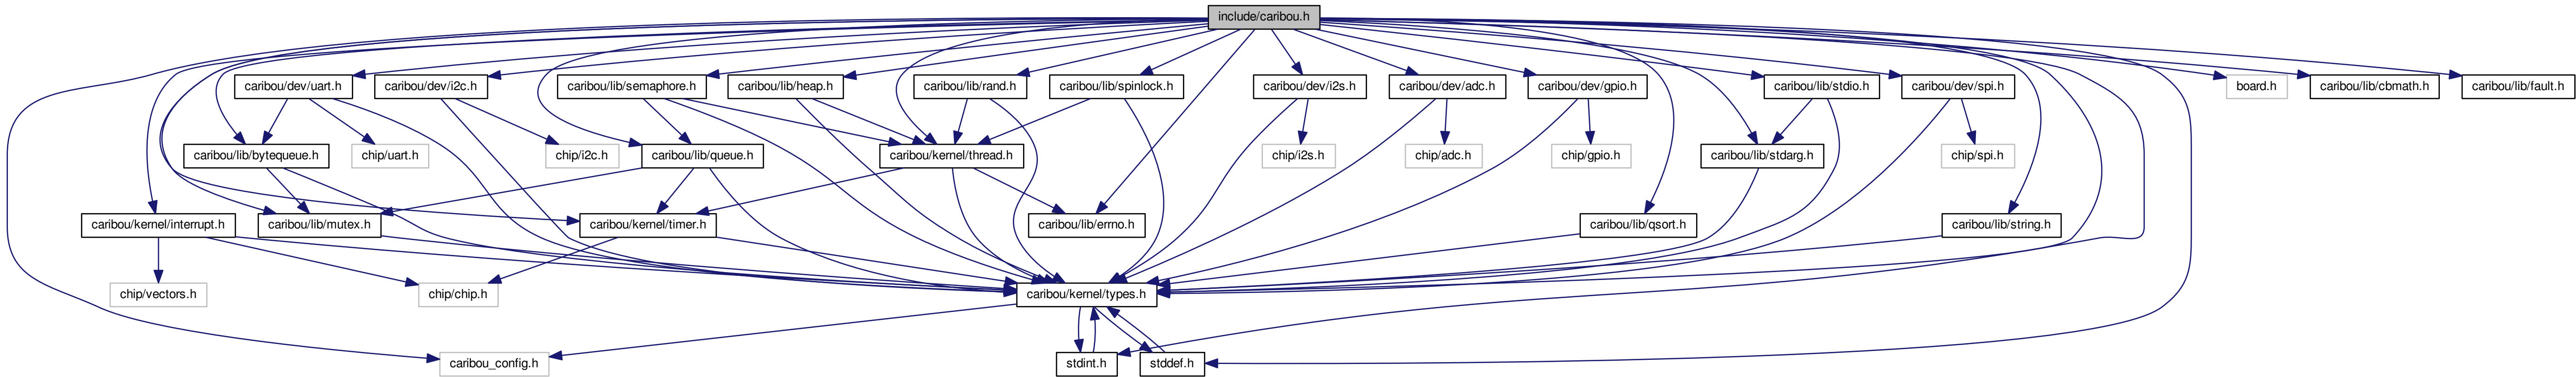 include/caribou.h
caribou/dev/uart.h
caribou/dev/i2c.h
caribou/lib/semaphore.h
caribou/lib/heap.h
caribou/lib/rand.h
caribou/lib/spinlock.h
caribou/dev/i2s.h
caribou/dev/adc.h
caribou/dev/gpio.h
caribou/lib/stdio.h
caribou/dev/spi.h
board.h
caribou/lib/cbmath.h
caribou/lib/fault.h
caribou/lib/bytequeue.h
chip/uart.h
chip/i2c.h
caribou/lib/queue.h
caribou/kernel/thread.h
chip/i2s.h
chip/adc.h
chip/gpio.h
caribou/lib/stdarg.h
chip/spi.h
caribou/kernel/interrupt.h
caribou/lib/mutex.h
caribou/kernel/timer.h
caribou/lib/errno.h
caribou/lib/qsort.h
caribou/lib/string.h
chip/vectors.h
chip/chip.h
caribou/kernel/types.h
caribou_config.h
stdint.h
stddef.h